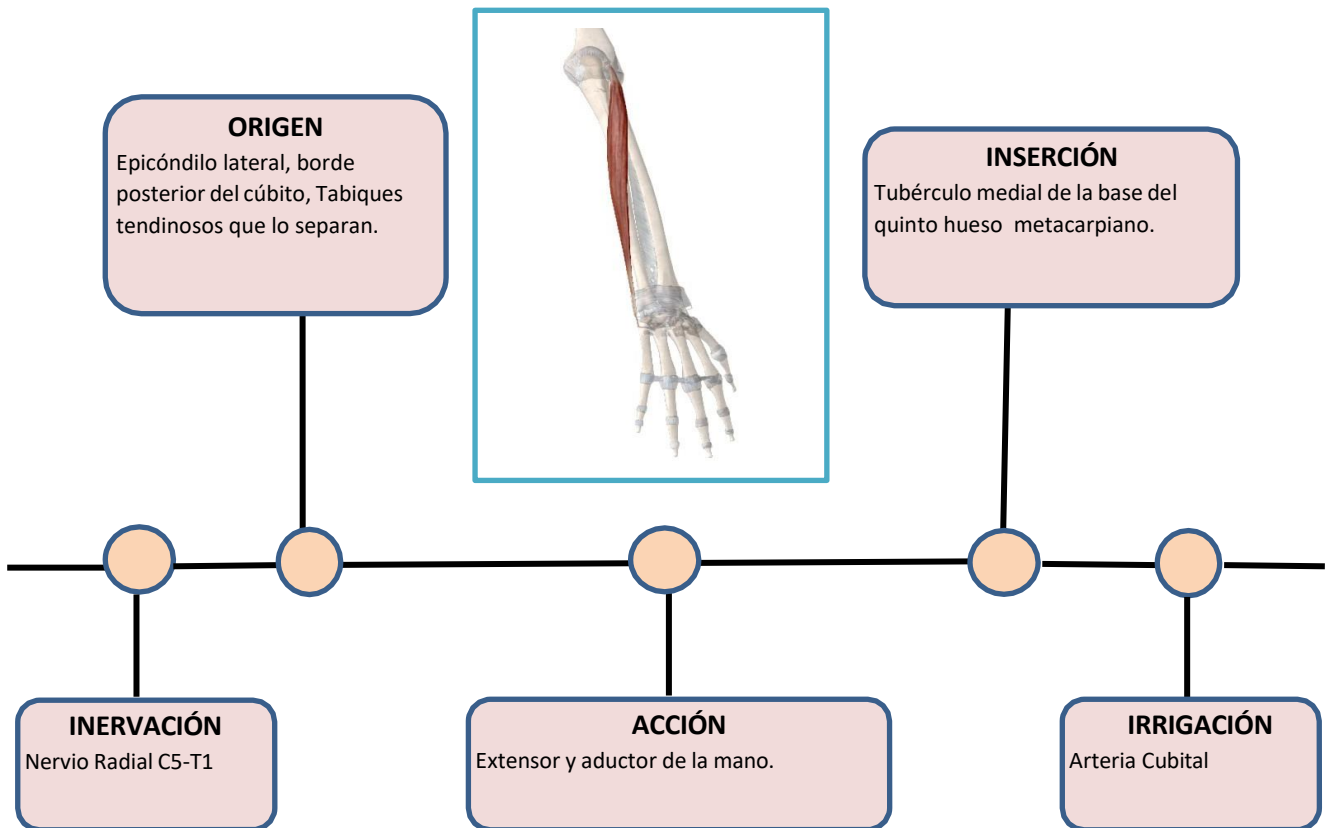 ORIGEN
Epicóndilo lateral, borde
posterior del cúbito, Tabiques
tendinosos que lo separan.
INSERCIÓN
Tubérculo medial de la base del
quinto hueso metacarpiano.
INERVACIÓN
Nervio Radial C5-T1
ACCIÓN
Extensor y aductor de la mano.
IRRIGACIÓN
Arteria Cubital